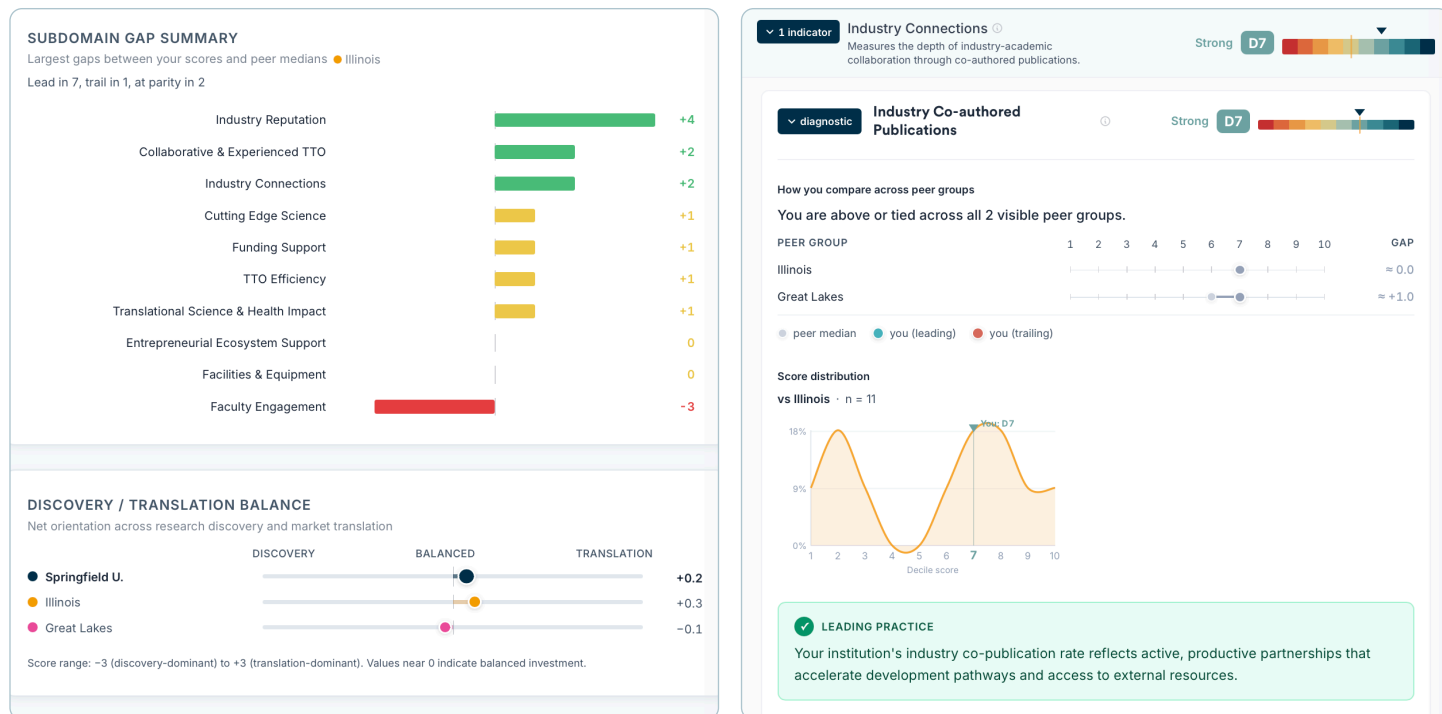 SUBDOMAIN GAP SUMMARY
Largest gaps between your scores and peer medians Illinois
Lead in 7, trail in 1, at parity in 2
Industry Reputation +4
Collaborative & Experienced TTO +2
Industry Connections +2
Cutting Edge Science +1
Funding Support +1
TTO Efficiency +1
Translational Science & Health Impact +1
Entrepreneurial Ecosystem Support 0
Facilities & Equipment 0
Faculty Engagement -3
DISCOVERY / TRANSLATION BALANCE
Net orientation across research discovery and market translation
DISCOVERY BALANCED TRANSLATION
Springfield U. +0.2
Illinois +0.3
Great Lakes −0.1
Score range: −3 (discovery-dominant) to +3 (translation-dominant). Values near 0 indicate balanced investment.
1 indicator
Industry Connections
Measures the depth of industry-academic
collaboration through co-authored publications.
Strong D7
diagnostic
Industry Co-authored
Publications
Strong D7
How you compare across peer groups
You are above or tied across all 2 visible peer groups.
PEER GROUP 1 2 3 4 5 6 7 8 9 10 GAP
Illinois ≈ 0.0
Great Lakes ≈ +1.0
peer median you (leading) you (trailing)
Score distribution
vs Illinois · n = 11
You: D7
18%
9%
0%
1 2 3 4 5 6 7 8 9 10
Decile score
LEADING PRACTICE
Your institution's industry co-publication rate reflects active, productive partnerships that
accelerate development pathways and access to external resources.